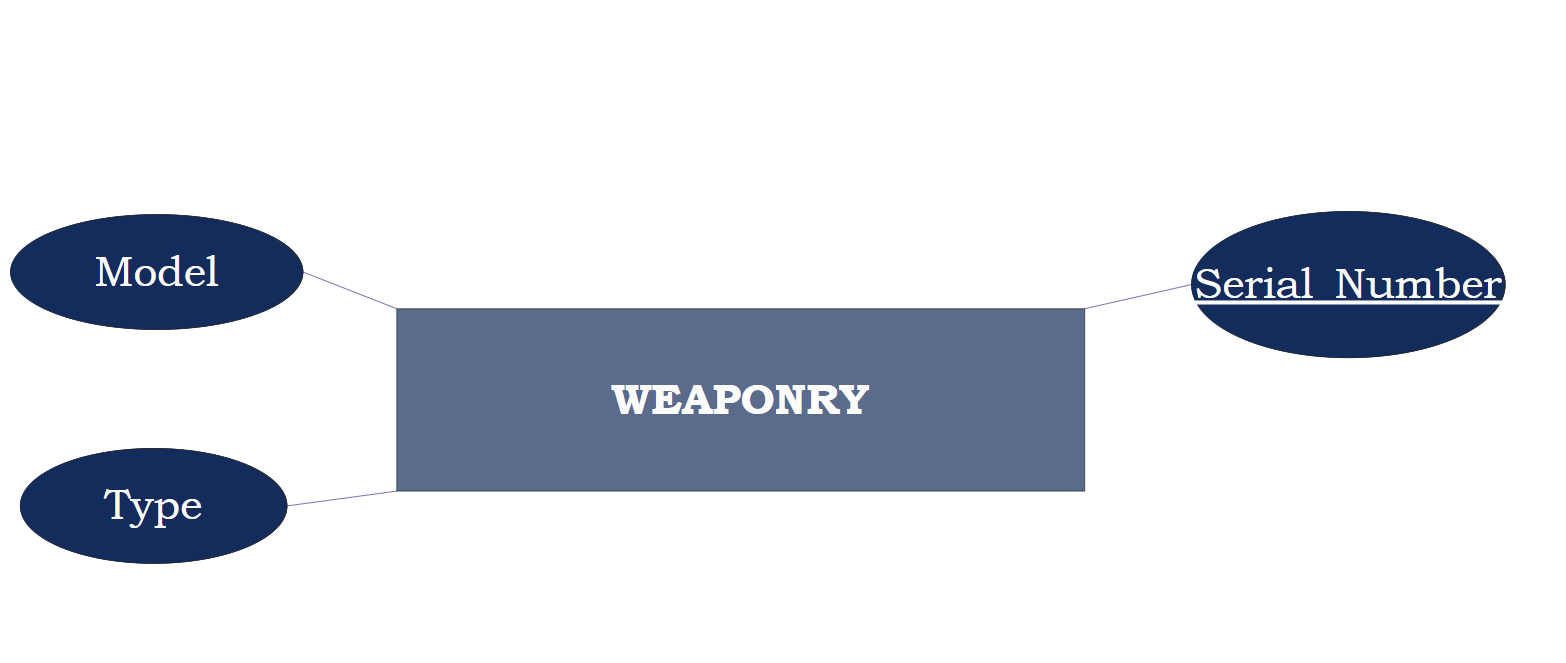 Model
Serial Number
WEAPONRY
Type